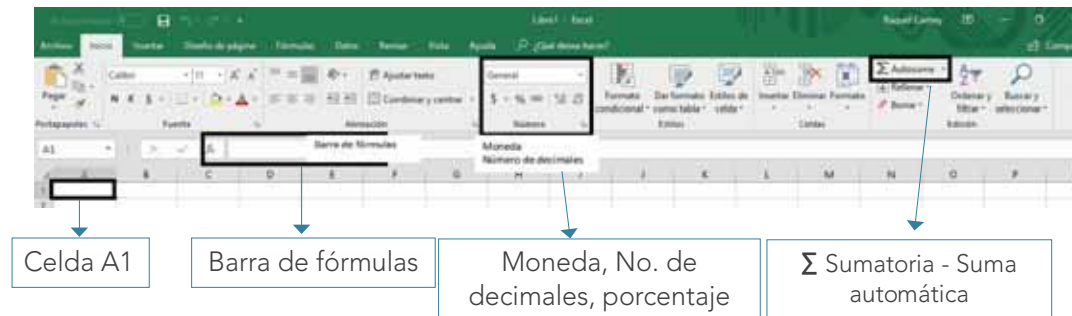 Libro1 - Excel
Archivo Inicio Insertar Diseño de página Fórmulas Datos Revisar Vista Ayuda ¿Qué desea hacer?
Calibri 11 Ajustar texto General Autosuma
Pegar Formato Dar formato Estilos de Insertar Eliminar Formato Rellenar Ordenar y Buscar y
N K S Combinar y centrar $ % condicional como tabla celda Borrar filtrar seleccionar
Portapapeles Fuente Alineación Número Estilos Celdas Edición
A1 fx Barra de fórmulas Moneda
Número de decimales
A B C D E F G H I J K L M N O P
1
Celda A1
Barra de fórmulas
Moneda, No. de
decimales, porcentaje
Σ Sumatoria - Suma
automática